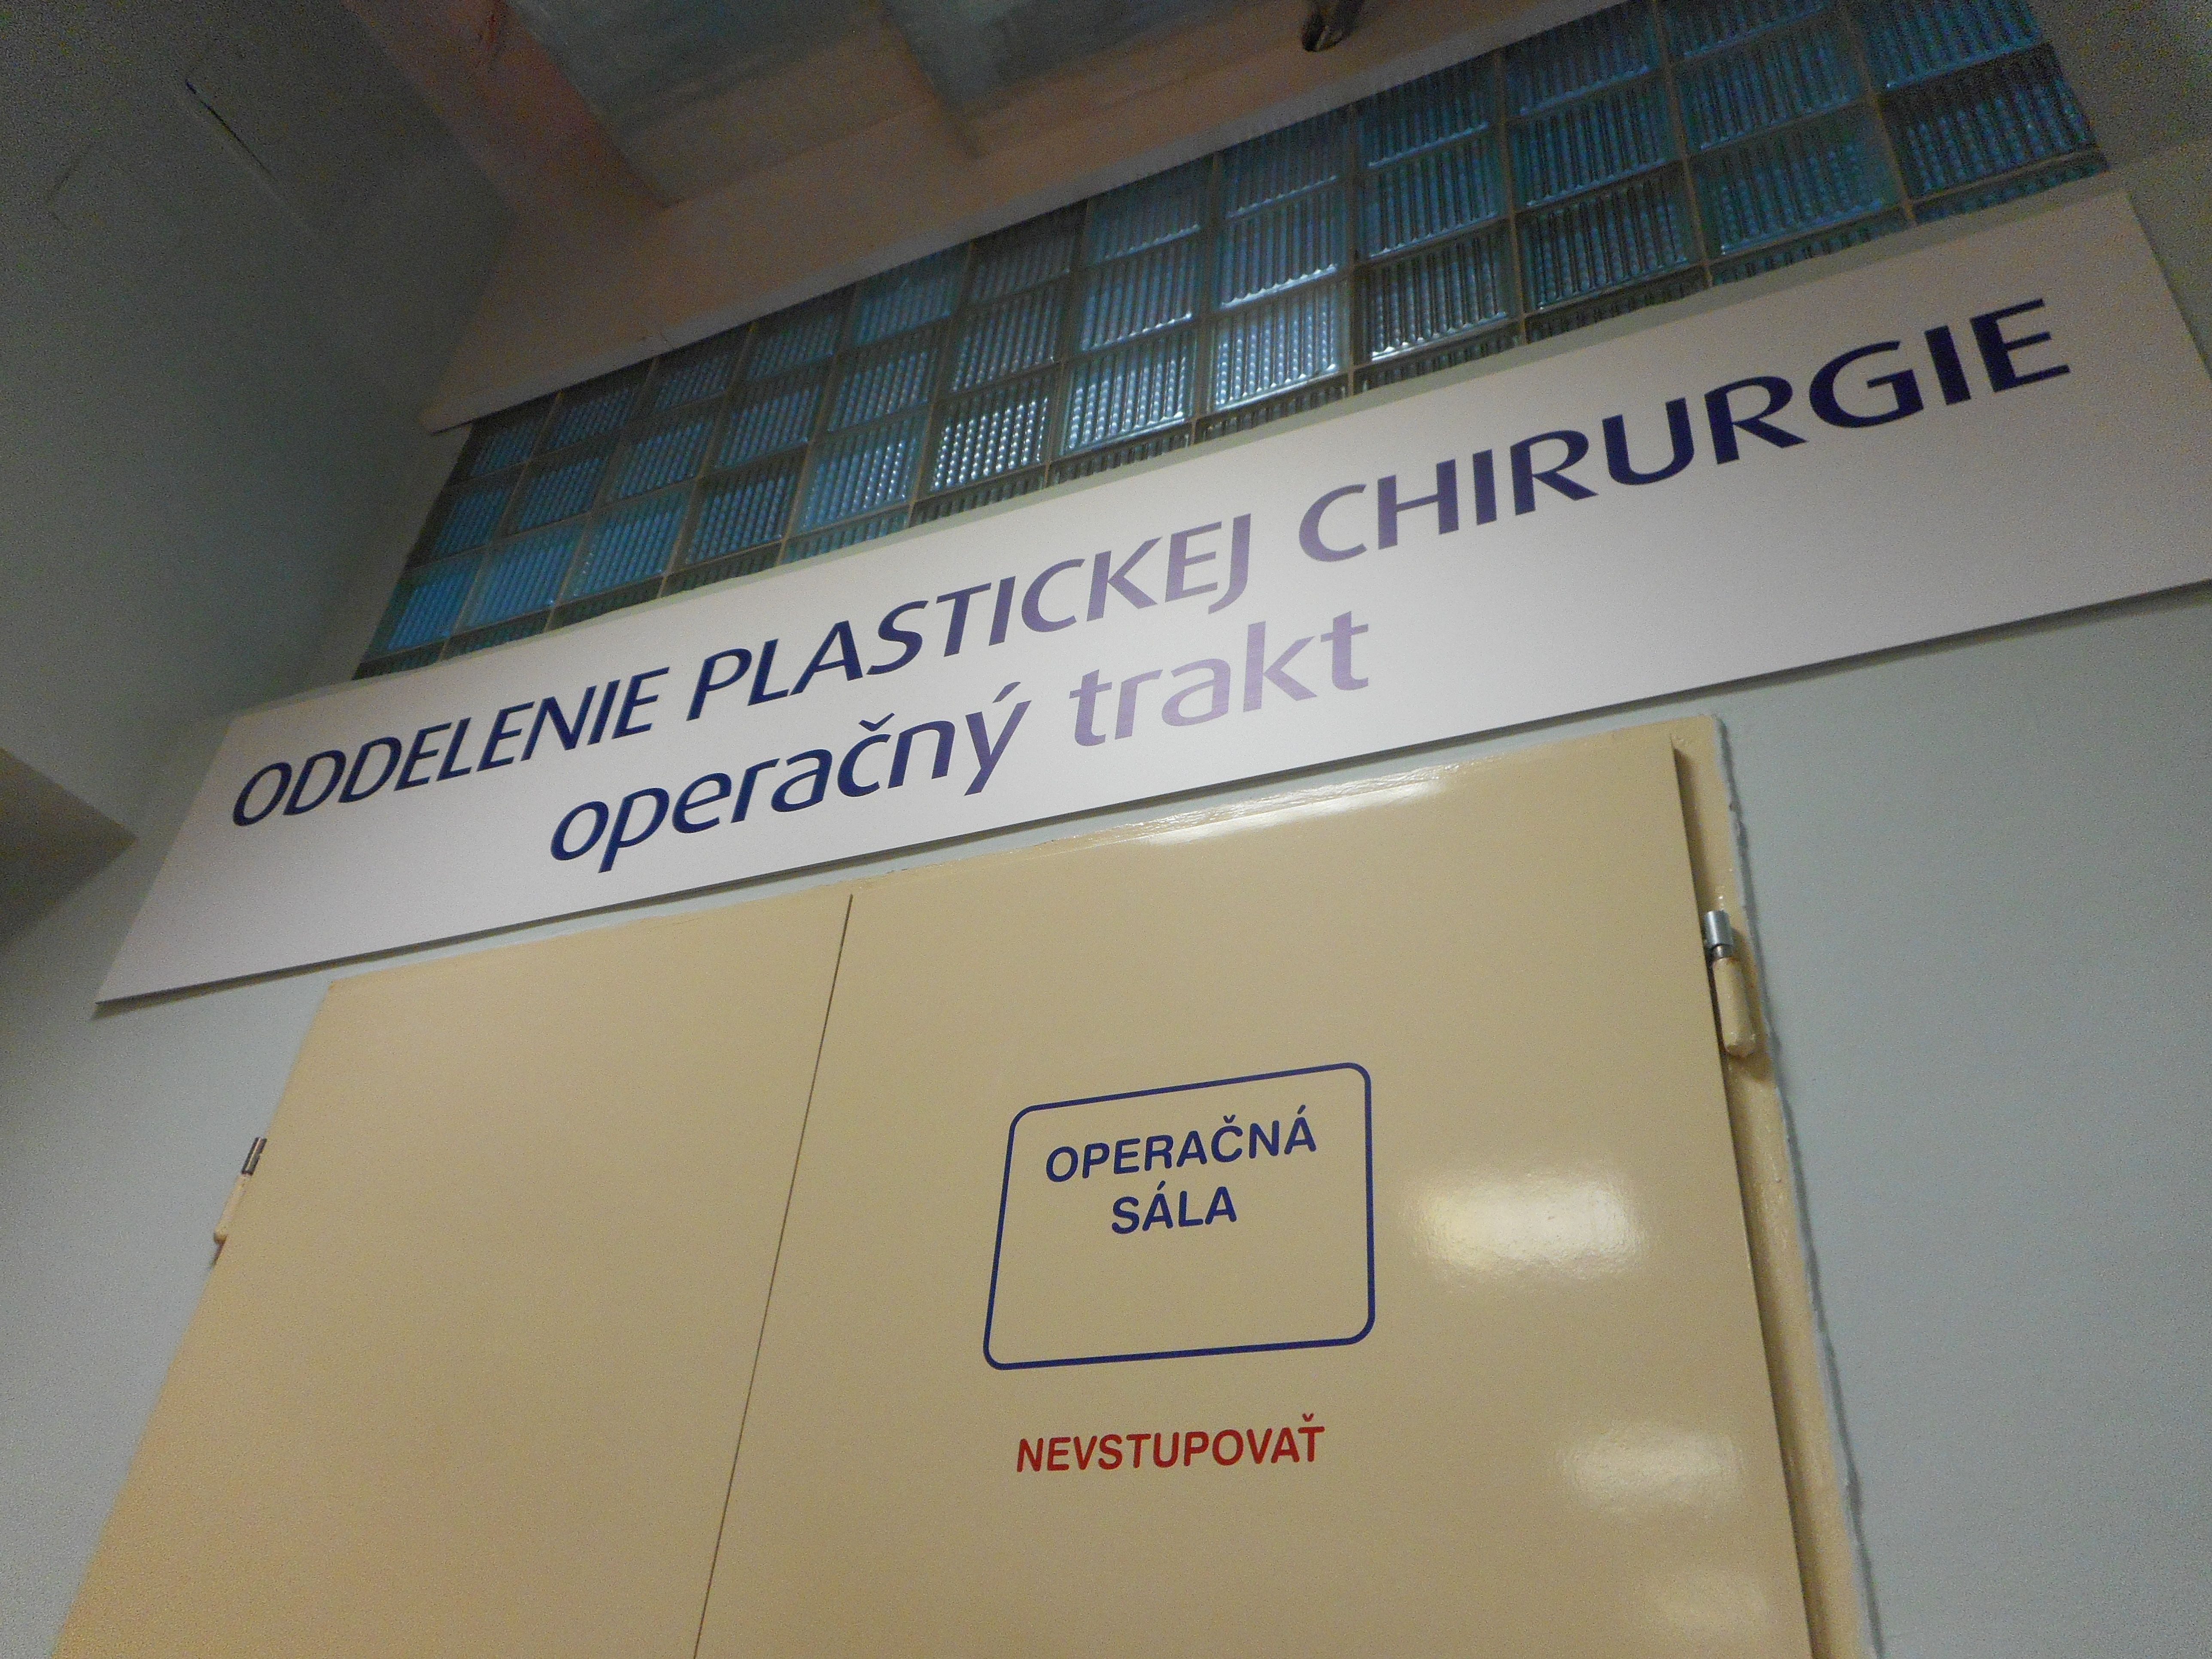 ODDELENIE PLASTICKEJ CHIRURGIE
operačný trakt
OPERAČNÁ
SÁLA
NEVSTUPOVAŤ